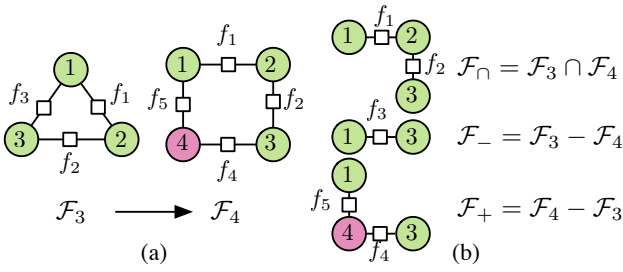 1
f₃
f₁
3
2
f₂
f₁
1
2
f₅
f₂
4
3
f₄
ℱ₃ ⟶ ℱ₄
(a)
f₁
1
2
f₂
3
ℱ∩ = ℱ₃ ∩ ℱ₄
f₃
1
3
ℱ₋ = ℱ₃ − ℱ₄
1
f₅
4
3
f₄
ℱ₊ = ℱ₄ − ℱ₃
(b)